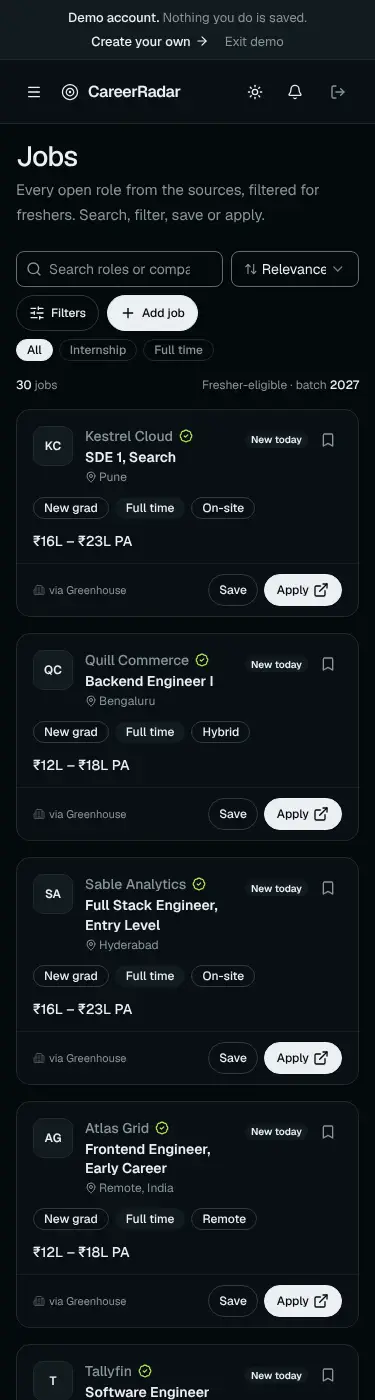 Demo account. Nothing you do is saved.
Create your own → Exit demo
CareerRadar
Jobs
Every open role from the sources, filtered for
freshers. Search, filter, save or apply.
Search roles or compa
Relevance
Filters
+ Add job
All Internship Full time
30 jobs Fresher-eligible · batch 2027
KC
Kestrel Cloud
New today
SDE 1, Search
Pune
New grad Full time On-site
₹16L – ₹23L PA
via Greenhouse Save Apply
QC
Quill Commerce
New today
Backend Engineer I
Bengaluru
New grad Full time Hybrid
₹12L – ₹18L PA
via Greenhouse Save Apply
SA
Sable Analytics
New today
Full Stack Engineer,
Entry Level
Hyderabad
New grad Full time On-site
₹16L – ₹23L PA
via Greenhouse Save Apply
AG
Atlas Grid
New today
Frontend Engineer,
Early Career
Remote, India
New grad Full time Remote
₹12L – ₹18L PA
via Greenhouse Save Apply
T
Tallyfin
New today
Software Engineer